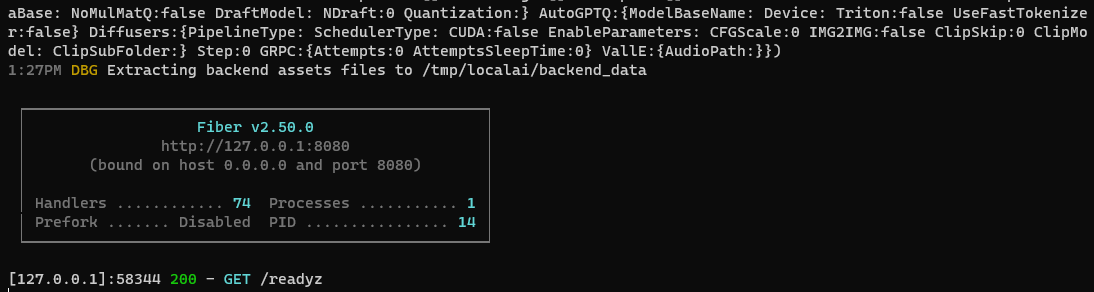 aBase: NoMulMatQ:false DraftModel: NDraft:0 Quantization:} AutoGPTQ:{ModelBaseName: Device: Triton:false UseFastTokenize
r:false} Diffusers:{PipelineType: SchedulerType: CUDA:false EnableParameters: CFGScale:0 IMG2IMG:false ClipSkip:0 ClipMo
del: ClipSubFolder:} Step:0 GRPC:{Attempts:0 AttemptsSleepTime:0} VallE:{AudioPath:}})
1:27PM DBG Extracting backend assets files to /tmp/localai/backend_data
Fiber v2.50.0
http://127.0.0.1:8080
(bound on host 0.0.0.0 and port 8080)
Handlers ............ 74 Processes ........... 1
Prefork ....... Disabled PID ................ 14
[127.0.0.1]:58344 200 - GET /readyz